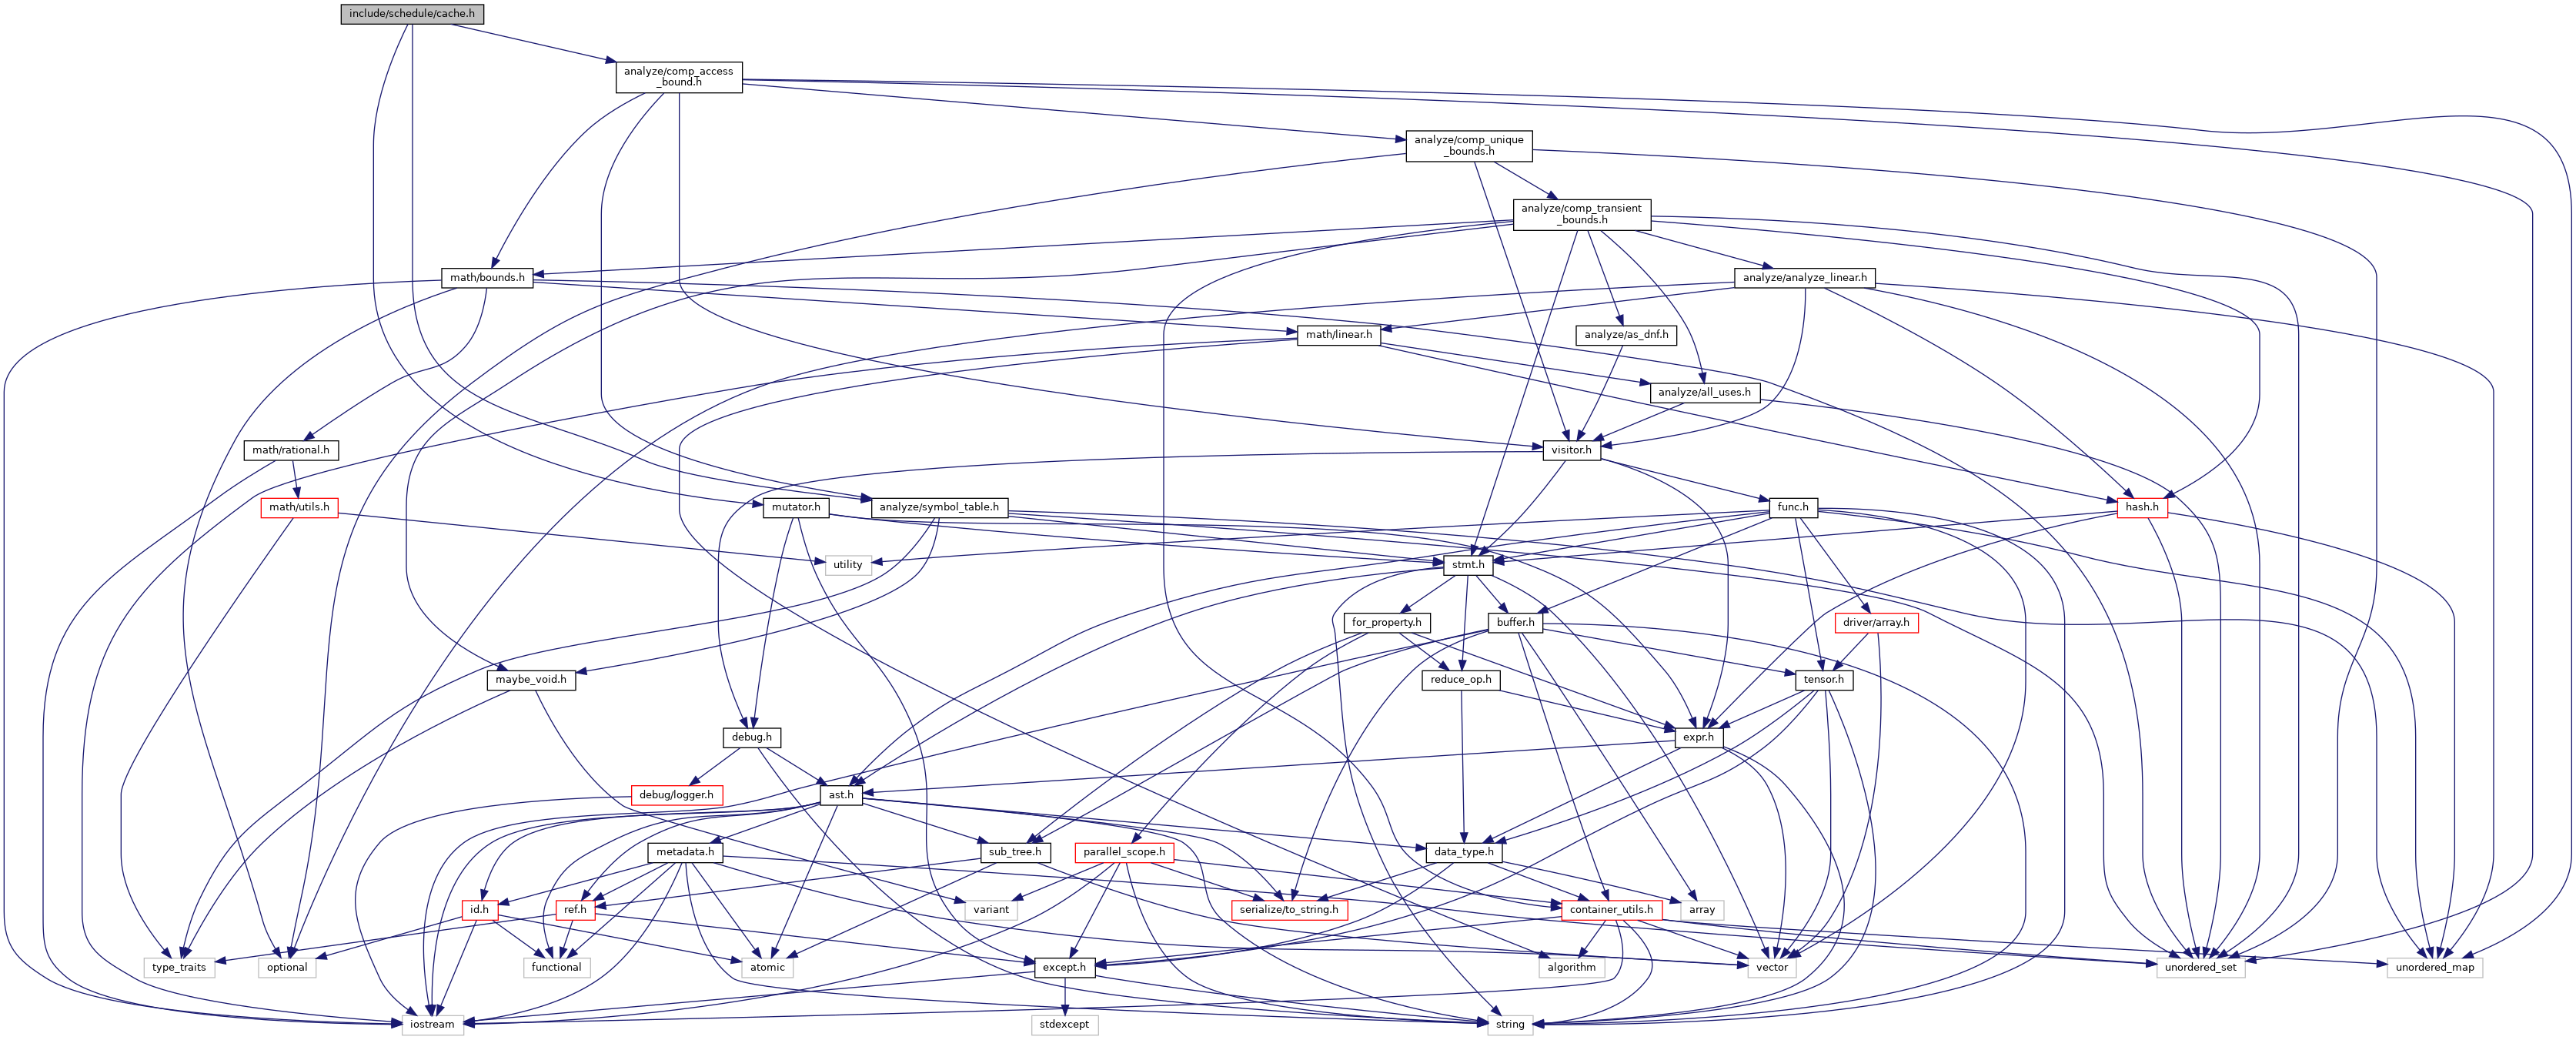 include/schedule/cache.h
analyze/comp_access
_bound.h
analyze/comp_unique
_bounds.h
analyze/comp_transient
_bounds.h
math/bounds.h
analyze/analyze_linear.h
math/linear.h
analyze/as_dnf.h
analyze/all_uses.h
math/rational.h
visitor.h
math/utils.h
mutator.h
analyze/symbol_table.h
func.h
hash.h
utility
stmt.h
for_property.h
buffer.h
driver/array.h
maybe_void.h
reduce_op.h
tensor.h
debug.h
expr.h
debug/logger.h
ast.h
metadata.h
sub_tree.h
parallel_scope.h
data_type.h
id.h
ref.h
variant
serialize/to_string.h
container_utils.h
array
type_traits
optional
functional
atomic
except.h
algorithm
vector
unordered_set
unordered_map
iostream
stdexcept
string